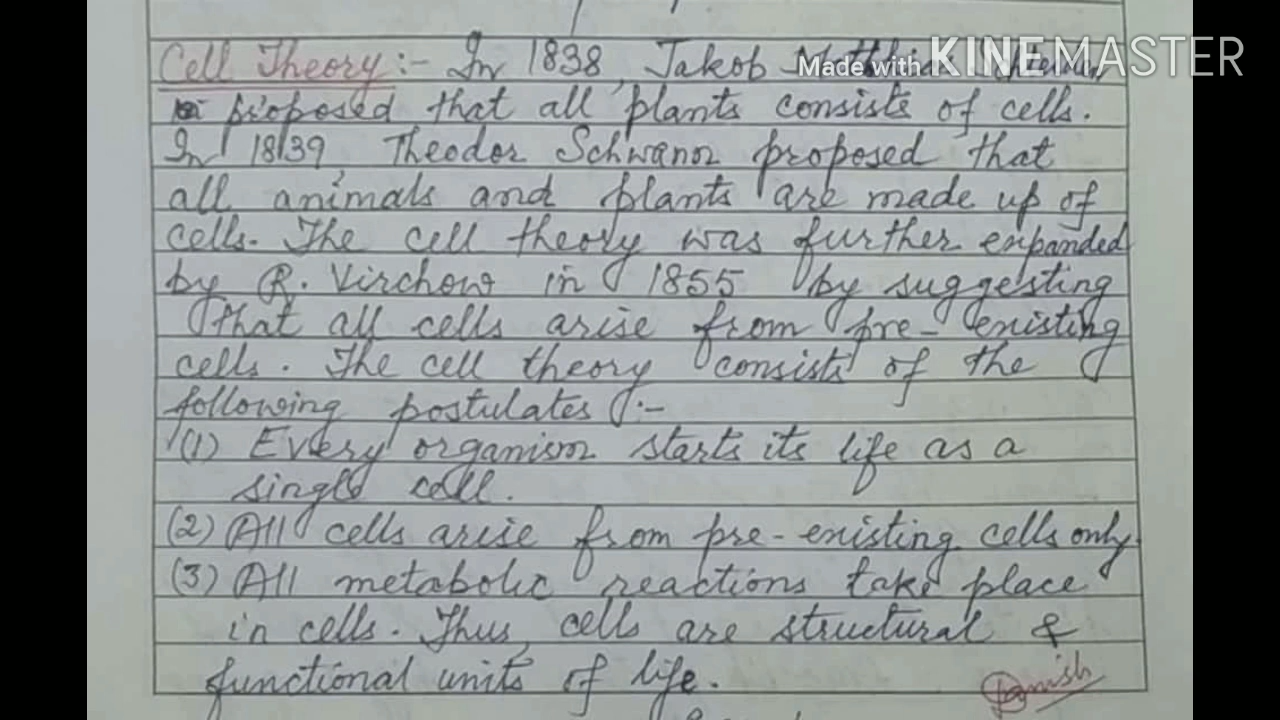 Cell Theory :- In 1838, Jakob
Made with KINEMASTER
proposed that all plants consists of cells.
In 1839, Theodor Schwann proposed that
all animals and plants are made up of
cells. The cell theory was further expanded
by R. Virchow in 1855 by suggesting
that all cells arise from pre-existing
cells. The cell theory consists of the
following postulates :-
(1) Every organism starts its life as a
single cell.
(2) All cells arise from pre-existing cells only.
(3) All metabolic reactions take place
in cells. Thus, cells are structural &
functional units of life.
Danish